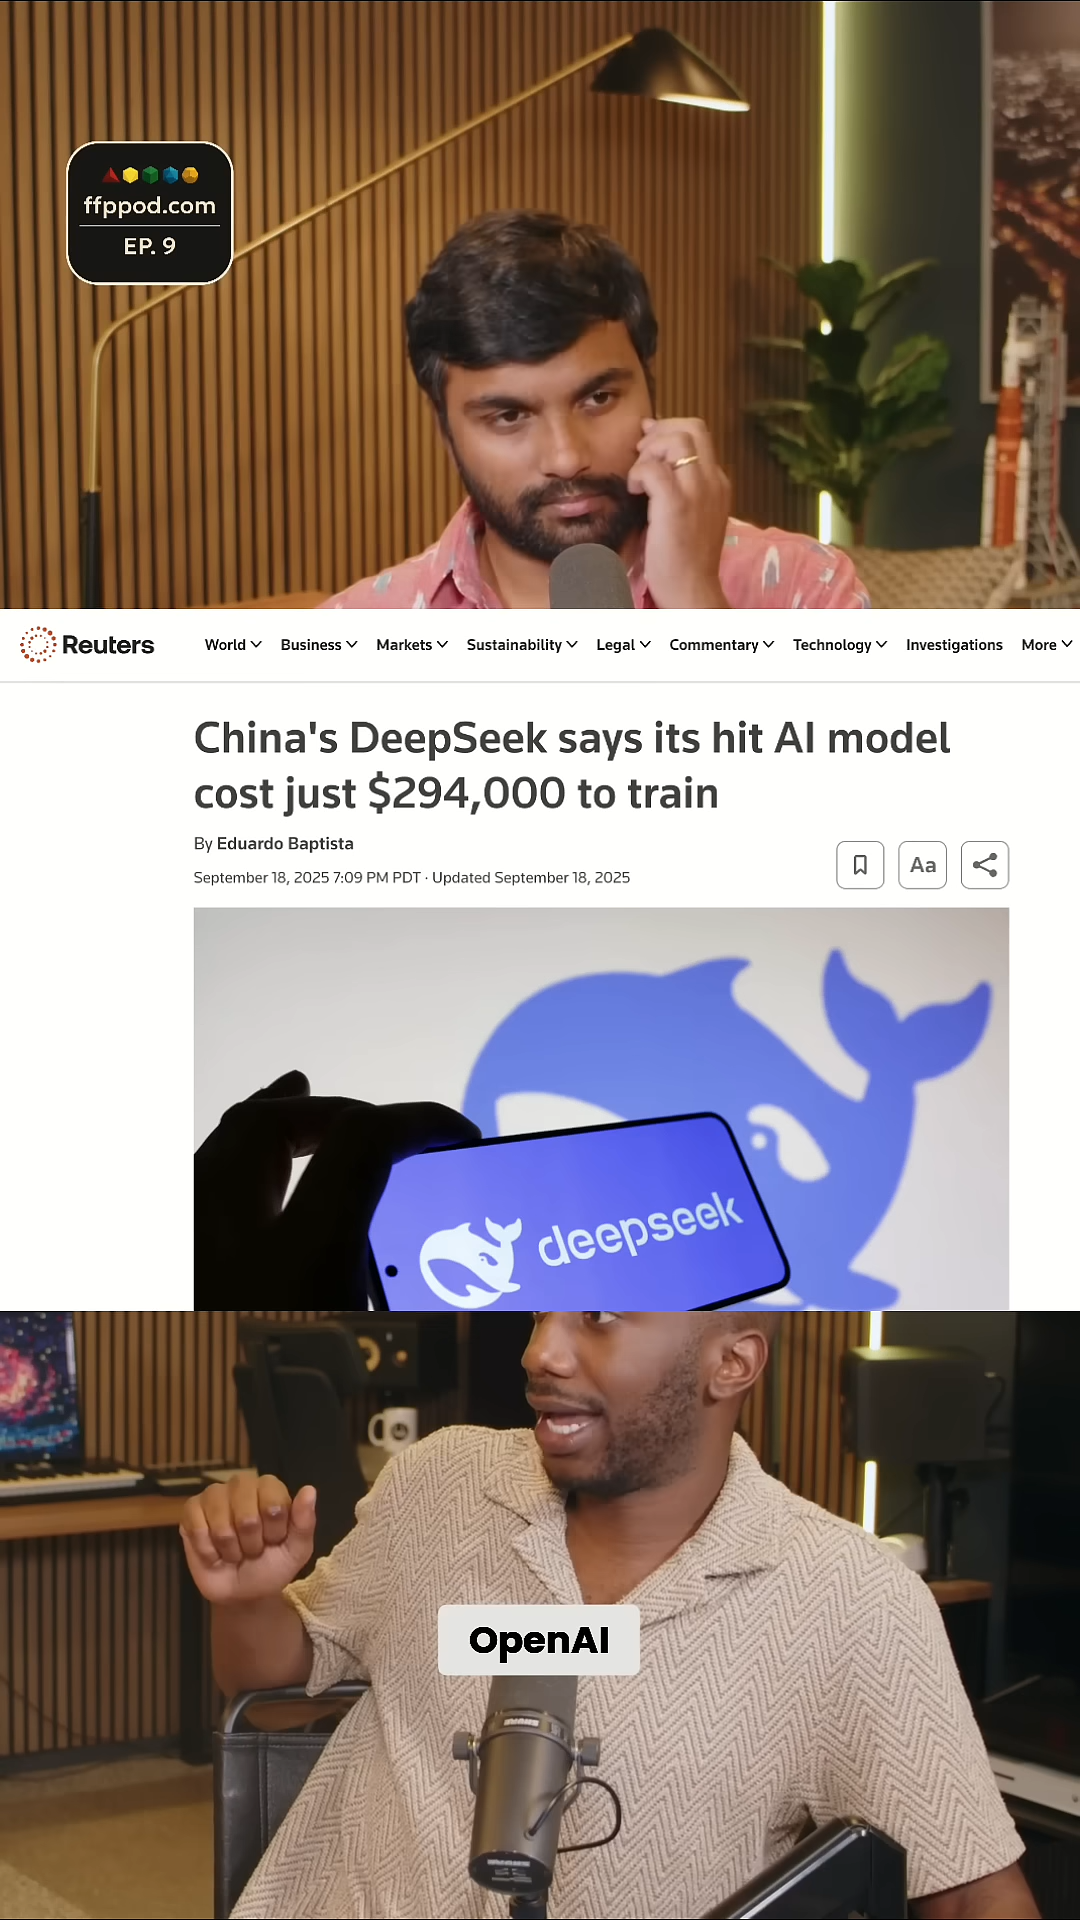 ffppod.com
EP. 9
Reuters
World Business Markets Sustainability Legal Commentary Technology Investigations More
China's DeepSeek says its hit AI model
cost just $294,000 to train
By Eduardo Baptista
September 18, 2025 7:09 PM PDT · Updated September 18, 2025
Aa
deepseek
OpenAI
SHURE